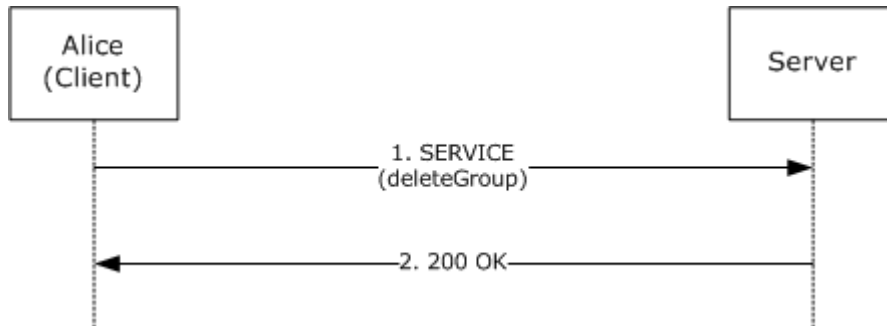 Alice
(Client)
Server
1. SERVICE
(deleteGroup)
2. 200 OK